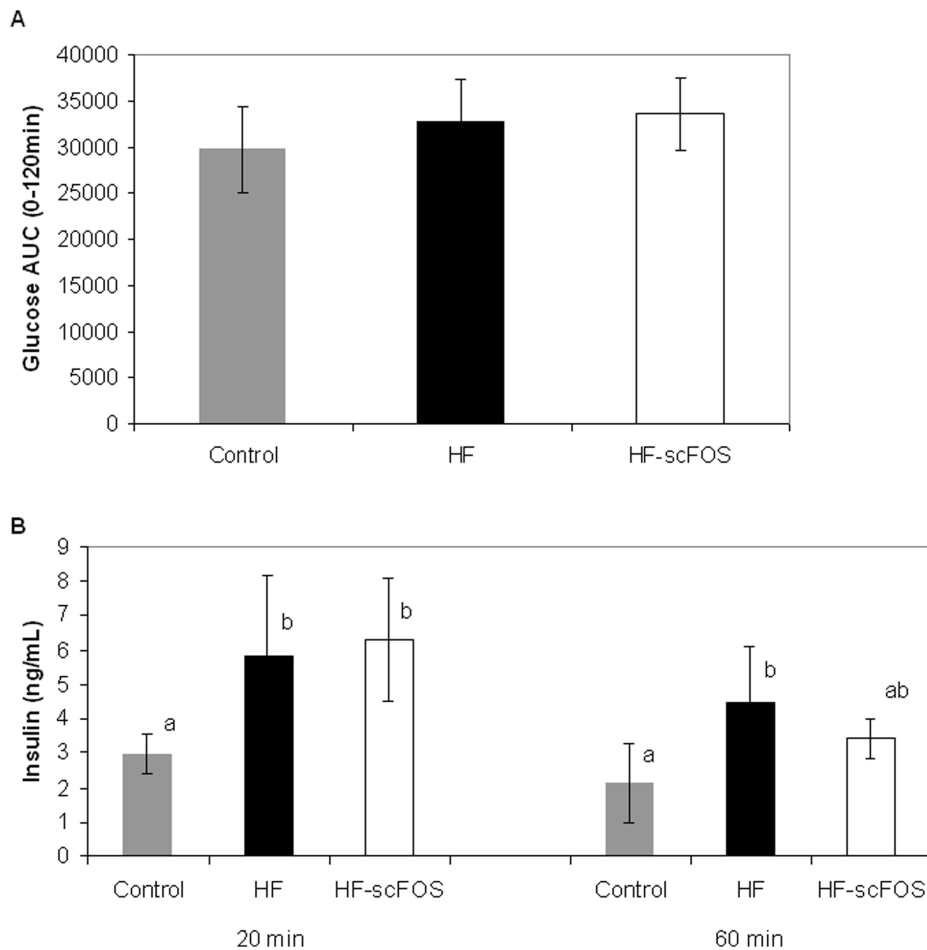 A
Glucose AUC (0-120min)
40000
35000
30000
25000
20000
15000
10000
5000
0
Control HF HF-scFOS
B
Insulin (ng/mL)
9
8
7
6
5
4
3
2
1
0
a b b a b ab
Control HF HF-scFOS Control HF HF-scFOS
20 min 60 min